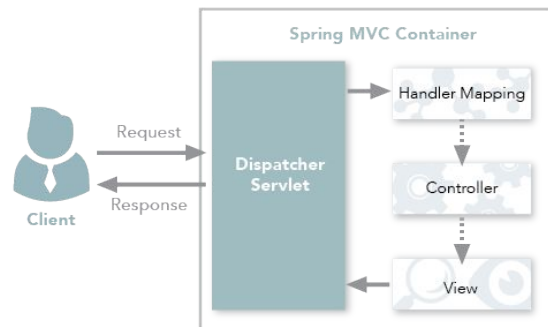 Spring MVC Container
Handler Mapping
Request
Dispatcher
Servlet
Controller
Response
Client
View